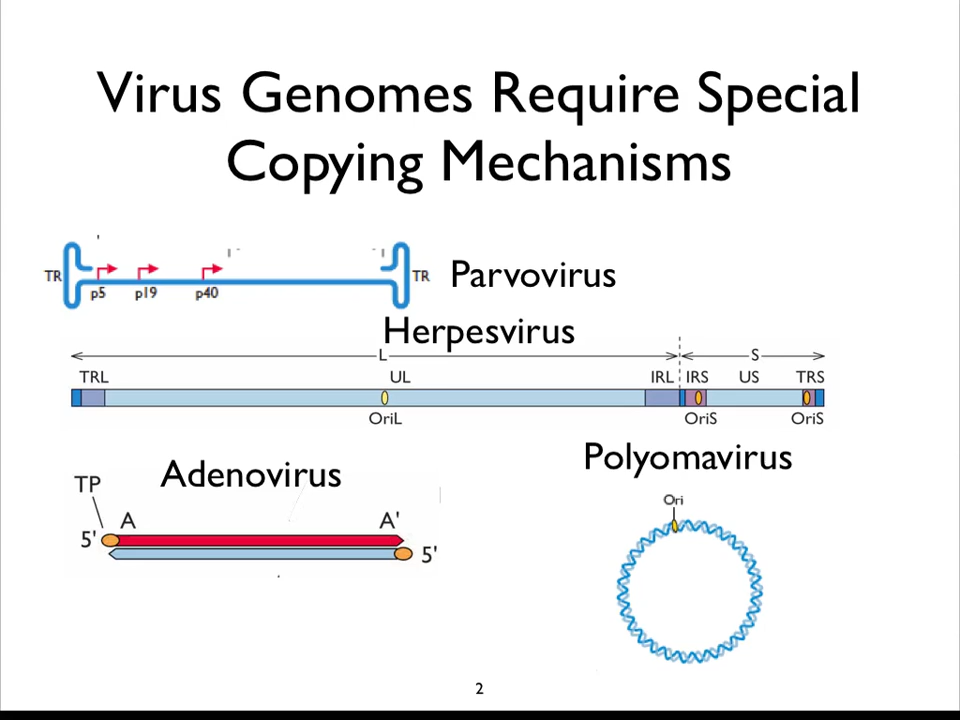 Virus Genomes Require Special
Copying Mechanisms
TR
p5
p19
p40
TR
Parvovirus
Herpesvirus
L
S
TRL
UL
IRL
IRS
US
TRS
OriL
OriS
OriS
Adenovirus
TP
5'
A
A'
5'
Polyomavirus
Ori
2